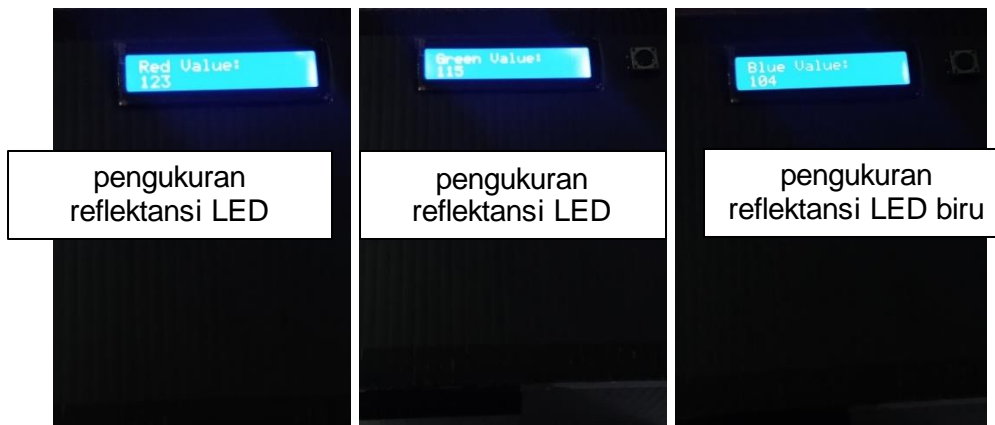 Red Value:
123
Green Value:
115
Blue Value:
104
pengukuran
reflektansi LED
pengukuran
reflektansi LED
pengukuran
reflektansi LED biru